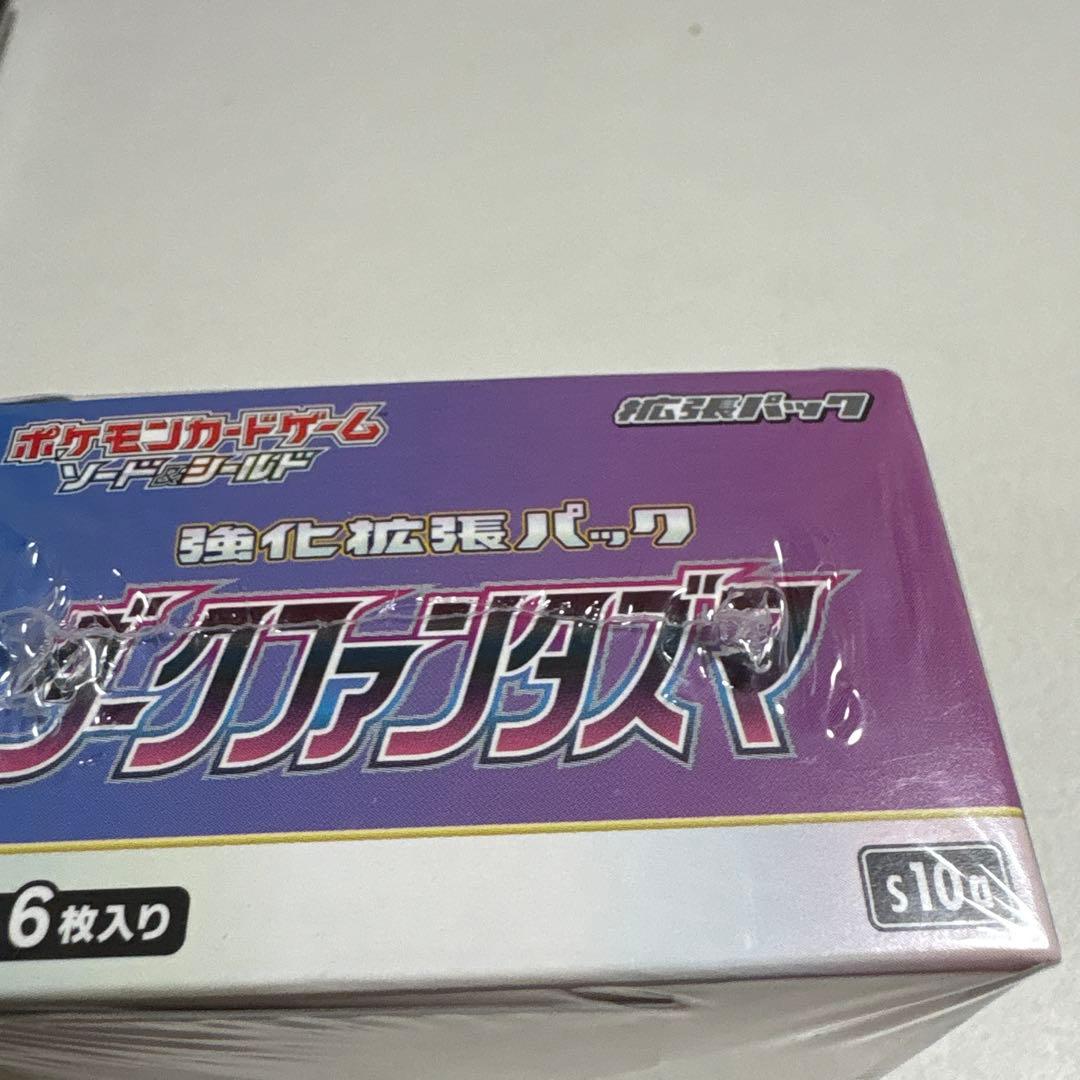 ポケモンカードゲーム
ソード&シールド
拡張パック
強化拡張パック
ダークファンタズマ
6枚入り
s10a